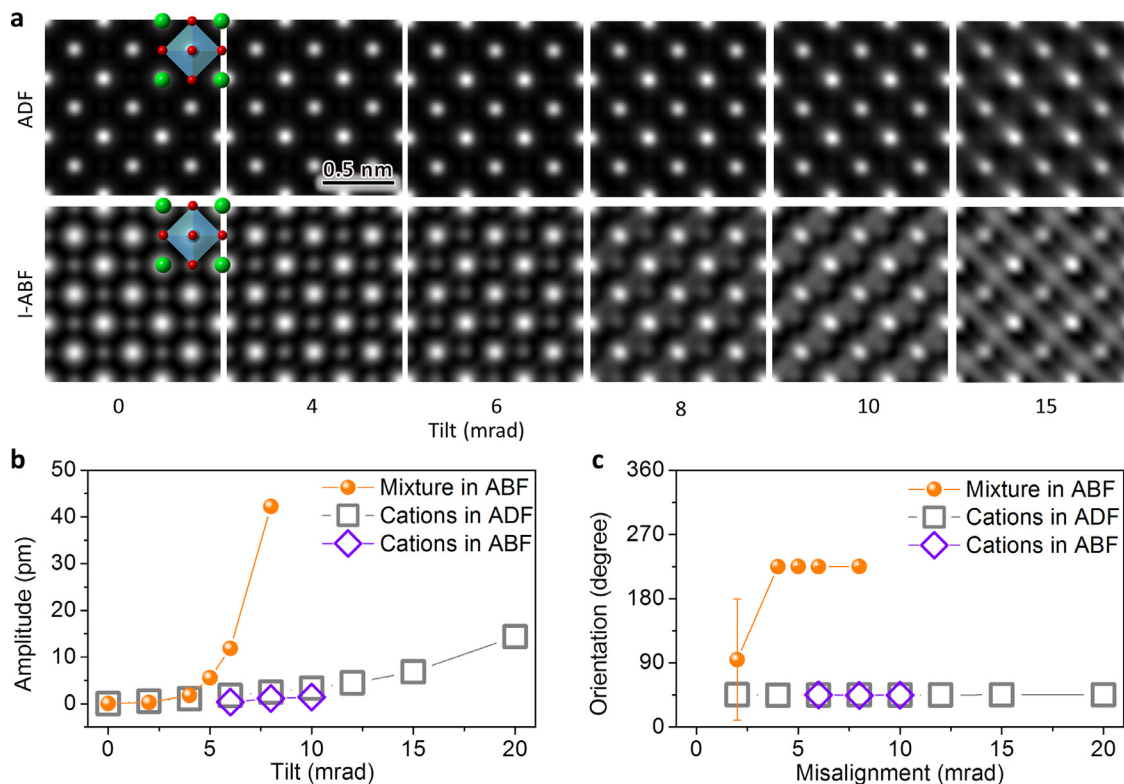 a
ADF
0.5 nm
I-ABF
0 4 6 8 10 15
Tilt (mrad)
b
50
40
30
20
10
0
Amplitude (pm)
Mixture in ABF
Cations in ADF
Cations in ABF
0 5 10 15 20
Tilt (mrad)
c
360
270
180
90
0
Orientation (degree)
Mixture in ABF
Cations in ADF
Cations in ABF
0 5 10 15 20
Misalignment (mrad)